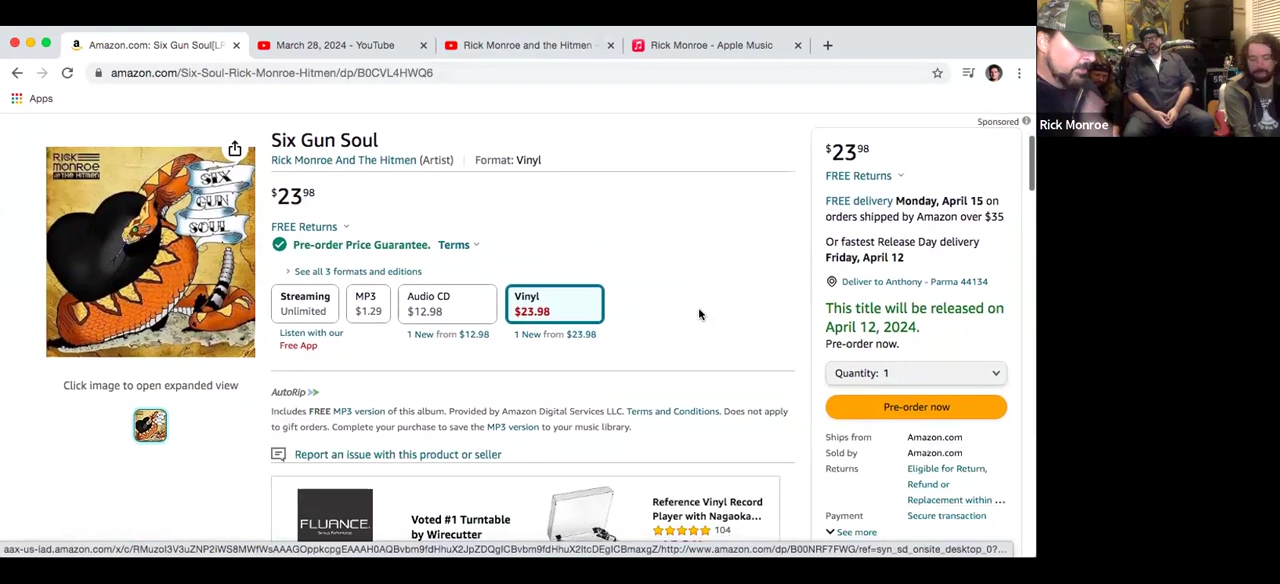 Amazon.com: Six Gun Soul[LP
March 28, 2024 - YouTube
Rick Monroe and the Hitmen -
Rick Monroe - Apple Music
amazon.com/Six-Soul-Rick-Monroe-Hitmen/dp/B0CVL4HWQ6
Apps
Rick Monroe
Sponsored
RICK
MONROE
& THE HITMEN
SIX
GUN
SOUL
Click image to open expanded view
Six Gun Soul
Rick Monroe And The Hitmen (Artist) | Format: Vinyl
$23.98
FREE Returns
Pre-order Price Guarantee. Terms
See all 3 formats and editions
Streaming
Unlimited
MP3
$1.29
Audio CD
$12.98
Vinyl
$23.98
Listen with our
Free App
1 New from $12.98
1 New from $23.98
AutoRip
Includes FREE MP3 version of this album. Provided by Amazon Digital Services LLC. Terms and Conditions. Does not apply
to gift orders. Complete your purchase to save the MP3 version to your music library.
Report an issue with this product or seller
FLUANCE
Voted #1 Turntable
by Wirecutter
Reference Vinyl Record
Player with Nagaoka...
104
$23.98
FREE Returns
FREE delivery Monday, April 15 on
orders shipped by Amazon over $35
Or fastest Release Day delivery
Friday, April 12
Deliver to Anthony - Parma 44134
This title will be released on
April 12, 2024.
Pre-order now.
Quantity: 1
Pre-order now
Ships from Amazon.com
Sold by Amazon.com
Returns Eligible for Return,
Refund or
Replacement within ...
Payment Secure transaction
See more